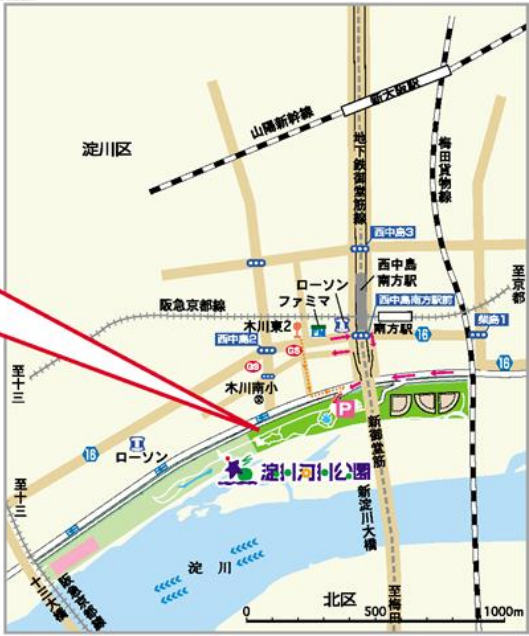 新大阪駅
山陽新幹線
淀川区
地下鉄御堂筋線
梅田貨物線
西中島3
西中島
南方駅
至京都
ローソン
ファミマ
阪急京都線
西中島南方駅前
木川東2
南方駅
柴島1
西中島2
GS
16
GS
至十三
木川南小
16
P
新御堂筋
16
ローソン
淀川河川公園
新淀川大橋
至十三
淀川
阪急京都線
十三大橋
北区
至梅田
0 500 1000m